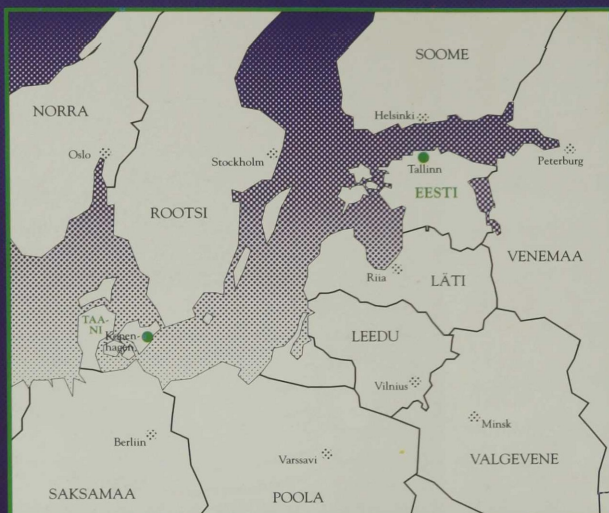 SOOME
NORRA
Helsinki
Oslo
Stockholm
Peterburg
Tallinn
EESTI
ROOTSI
VENEMAA
Riia
LÄTI
TAA-
NI
Kopen-
hagen
LEEDU
Vilnius
Minsk
Berliin
Varssavi
VALGEVENE
SAKSAMAA
POOLA